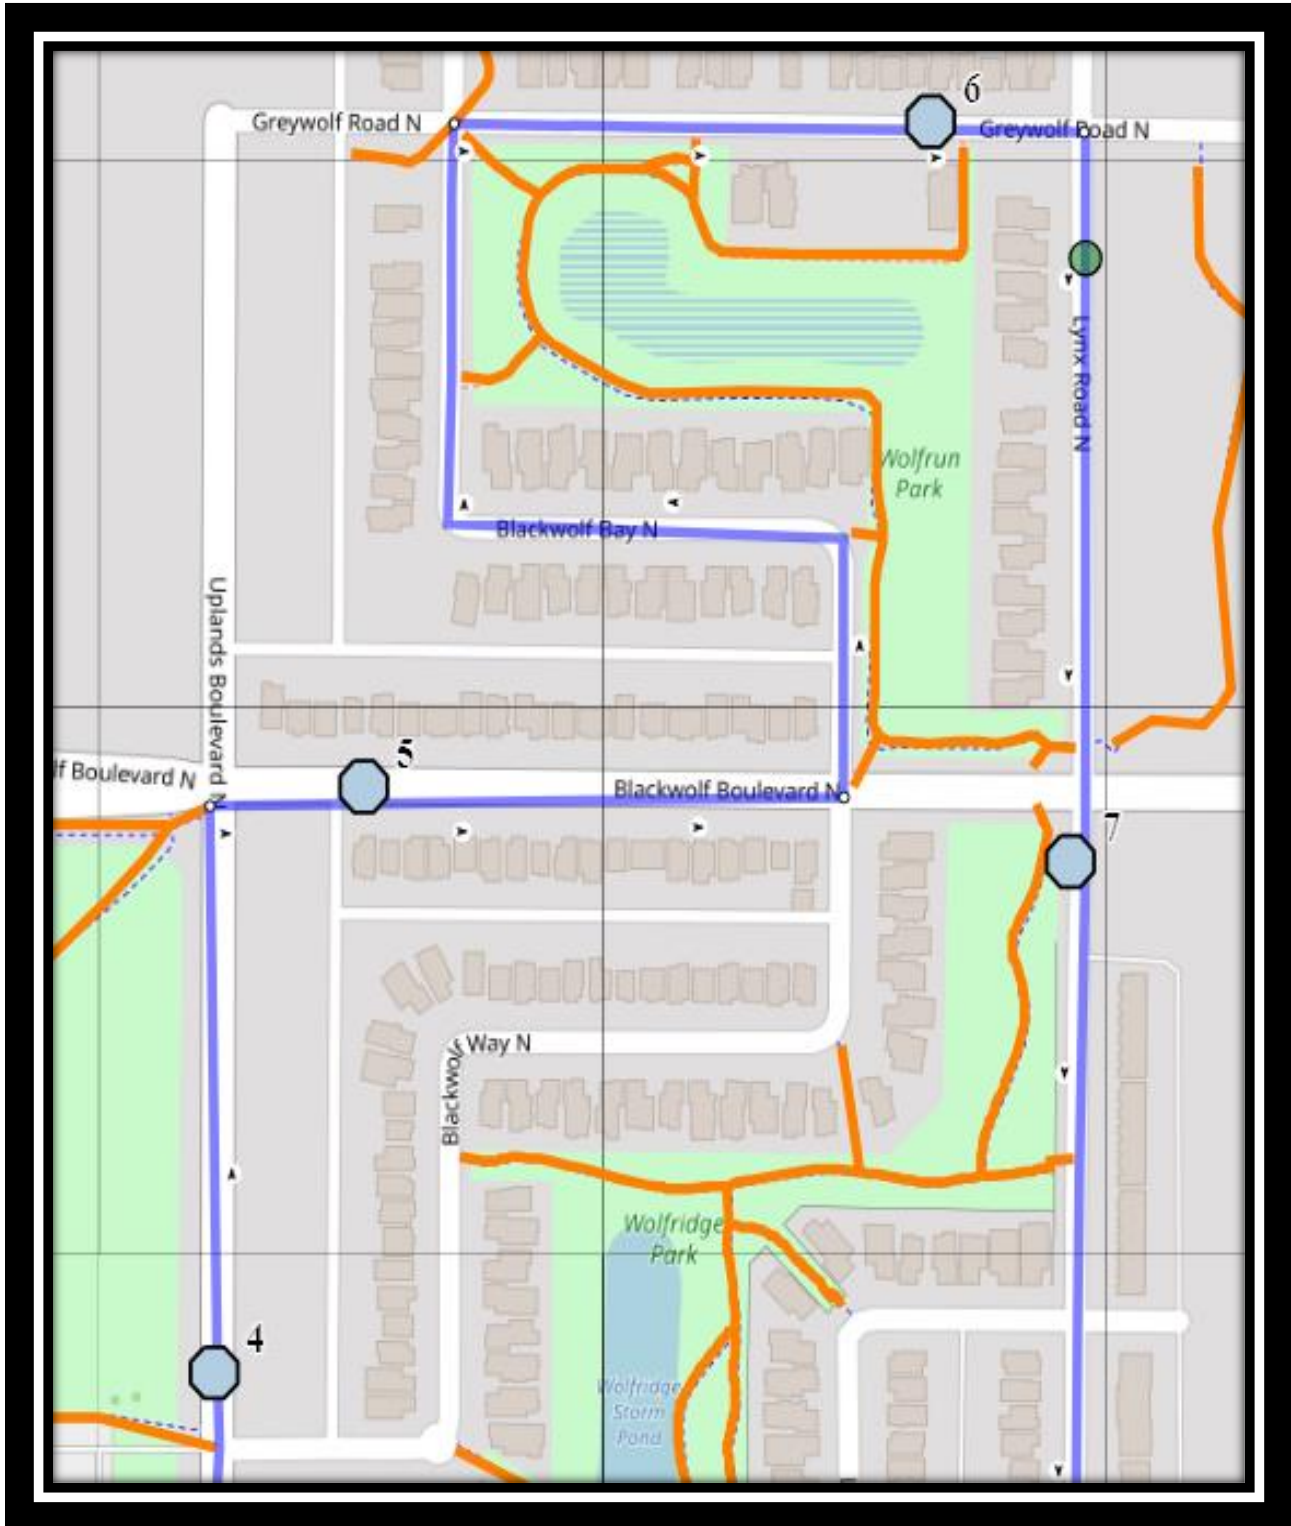 6
Greywolf Road N
Greywolf Road N
Lynx Road N
Wolfrun
Park
Blackwolf Bay N
Uplands Boulevard N
5
lf Boulevard N
Blackwolf Boulevard N
7
Way N
Blackwolf
Wolfridge
Park
4
Wolfridge
Storm
Pond